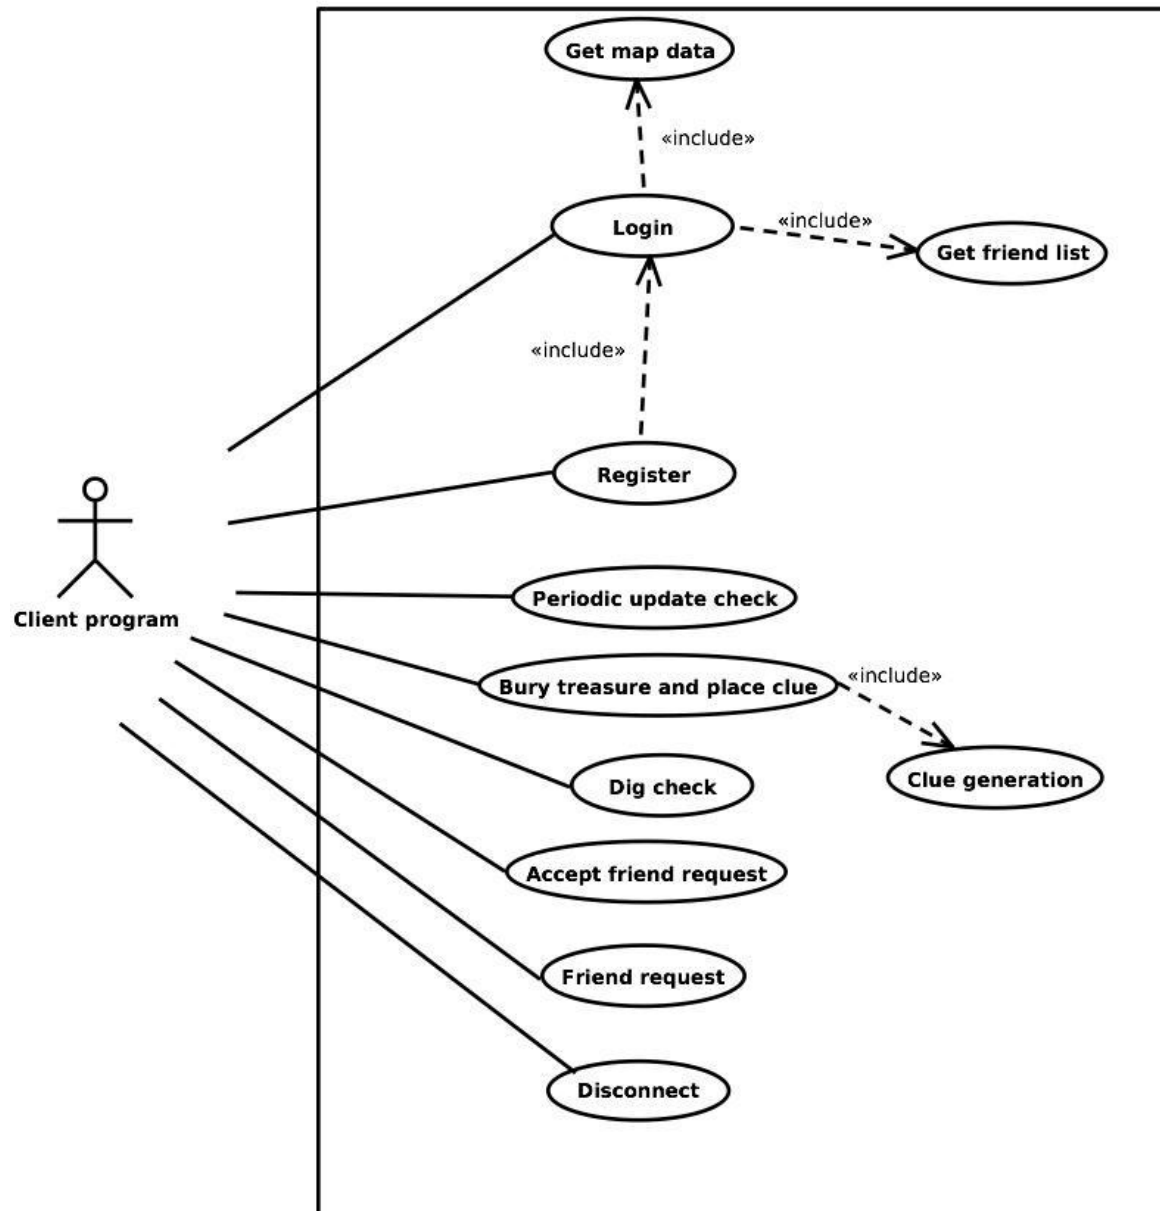 Get map data
«include»
Login
«include»
Get friend list
«include»
Register
Client program
Periodic update check
Bury treasure and place clue
«include»
Clue generation
Dig check
Accept friend request
Friend request
Disconnect